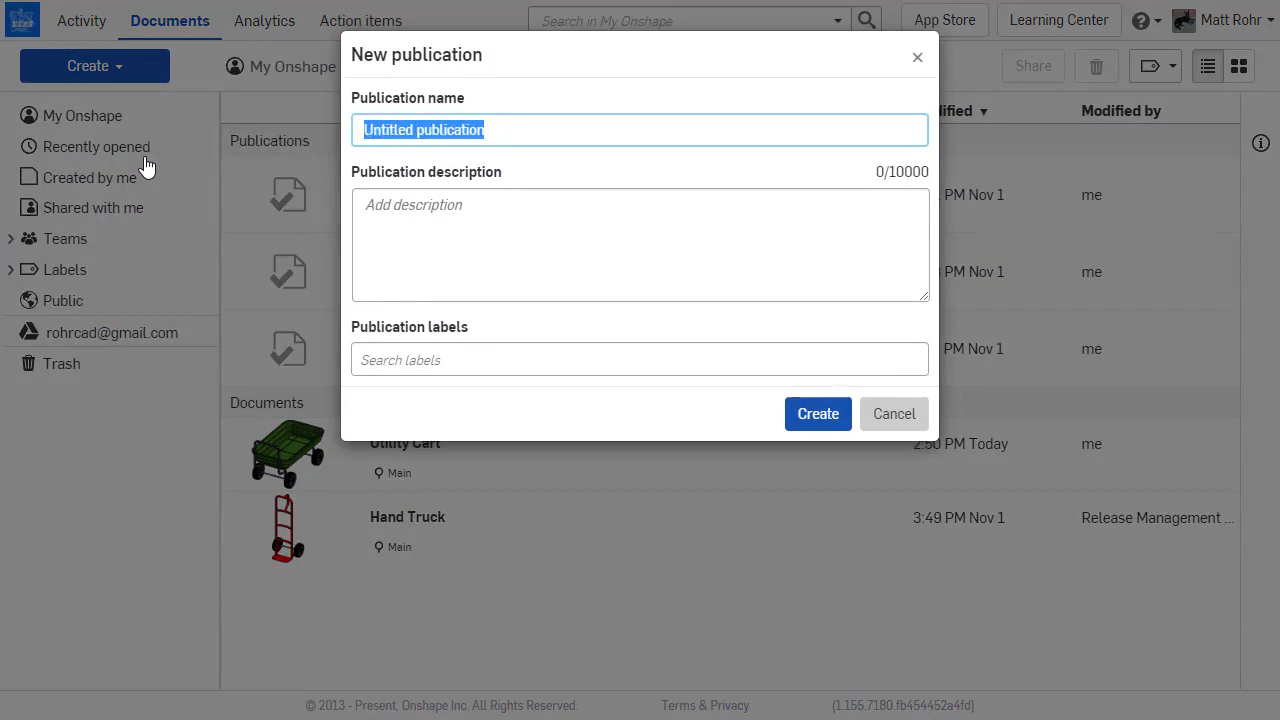 Activity Documents Analytics Action items Search in My Onshape App Store Learning Center Matt Rohr
Create My Onshape Share
New publication
Publication name
Untitled publication
Publication description 0/10000
Add description
Publication labels
Search labels
Create Cancel
My Onshape
Recently opened
Created by me
Shared with me
Teams
Labels
Public
rohrcad@gmail.com
Trash
dified Modified by
Publications
PM Nov 1 me
PM Nov 1 me
PM Nov 1 me
Documents
Utility Cart 2:50 PM Today me
Main
Hand Truck 3:49 PM Nov 1 Release Management ...
Main
© 2013 - Present, Onshape Inc. All Rights Reserved. Terms & Privacy (1.155.7180.fb454452a4fd)